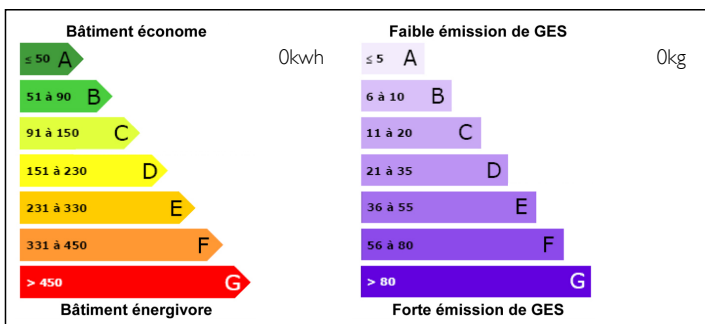 Bâtiment économe
≤ 50 A
0kwh
51 à 90 B
91 à 150 C
151 à 230 D
231 à 330 E
331 à 450 F
> 450 G
Bâtiment énergivore
Faible émission de GES
≤ 5 A
0kg
6 à 10 B
11 à 20 C
21 à 35 D
36 à 55 E
56 à 80 F
> 80 G
Forte émission de GES